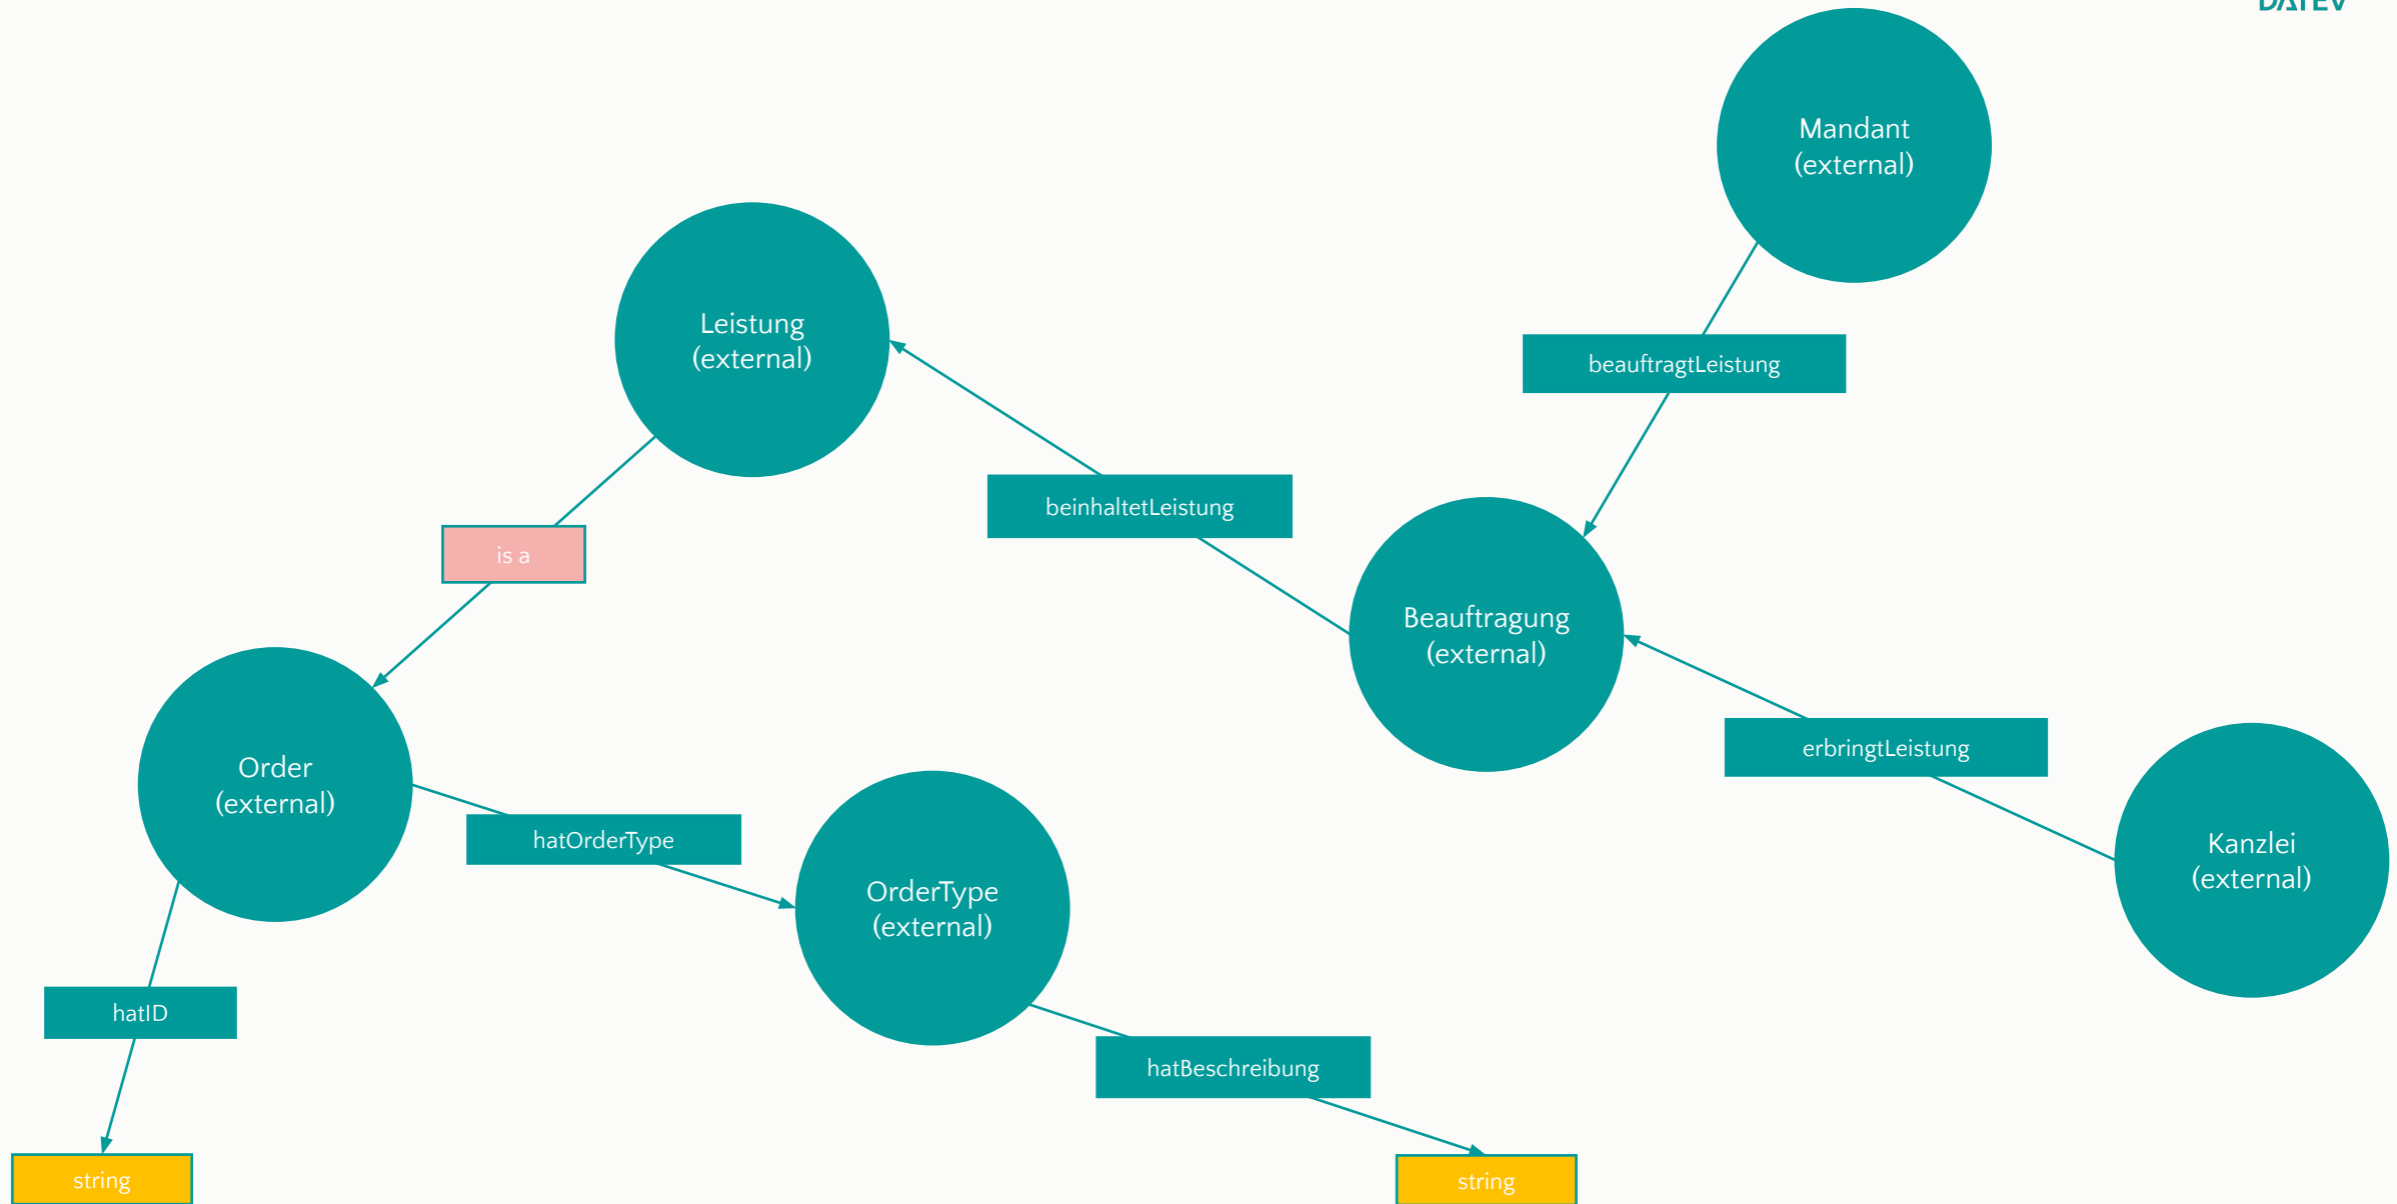 DATEV
Mandant
(external)
Leistung
(external)
beauftragtLeistung
beinhaltetLeistung
is a
Beauftragung
(external)
erbringtLeistung
Order
(external)
hatOrderType
OrderType
(external)
Kanzlei
(external)
hatID
hatBeschreibung
string
string